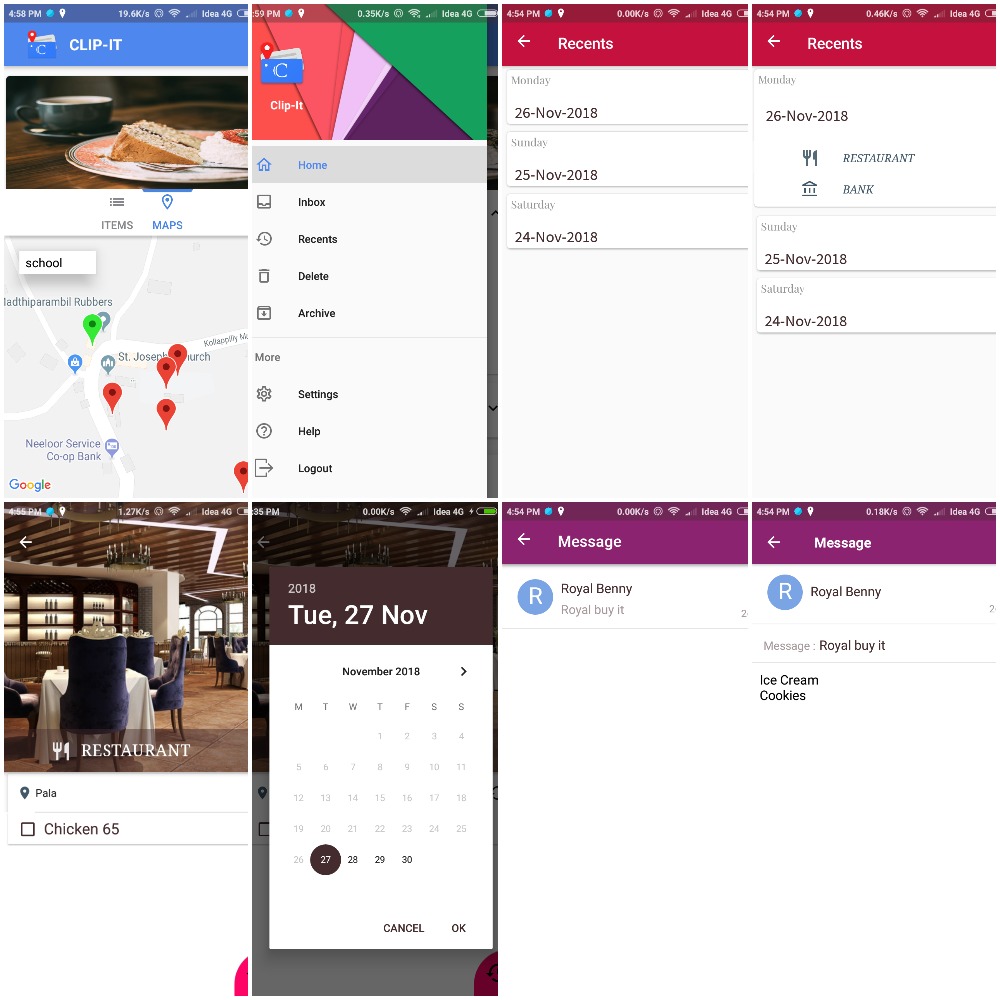 4:58 PM 19.6K/s Idea 4G
CLIP-IT
ITEMS MAPS
school
Madthiparambil Rubbers
Kollappilly
St. Joseph Church
Neeloor Service
Co-op Bank
Google
:59 PM 0.35K/s Idea 4G
C
Clip-It
Home
Inbox
Recents
Delete
Archive
More
Settings
Help
Logout
4:54 PM 0.00K/s Idea 4G
Recents
Monday
26-Nov-2018
Sunday
25-Nov-2018
Saturday
24-Nov-2018
4:54 PM 0.46K/s Idea 4G
Recents
Monday
26-Nov-2018
RESTAURANT
BANK
Sunday
25-Nov-2018
Saturday
24-Nov-2018
4:55 PM 1.27K/s Idea 4G
RESTAURANT
Pala
Chicken 65
:35 PM 0.00K/s Idea 4G
2018
Tue, 27 Nov
November 2018
M T W T F S S
1 2 3 4
5 6 7 8 9 10 11
12 13 14 15 16 17 18
19 20 21 22 23 24 25
26 27 28 29 30
CANCEL OK
4:54 PM 0.00K/s Idea 4G
Message
R Royal Benny
Royal buy it
4:54 PM 0.18K/s Idea 4G
Message
R Royal Benny
Message : Royal buy it
Ice Cream
Cookies